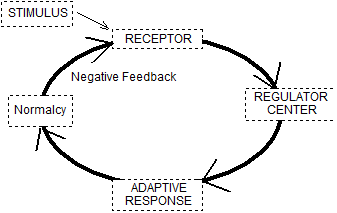 STIMULUS
RECEPTOR
Negative Feedback
Normalcy
REGULATOR
CENTER
ADAPTIVE
RESPONSE